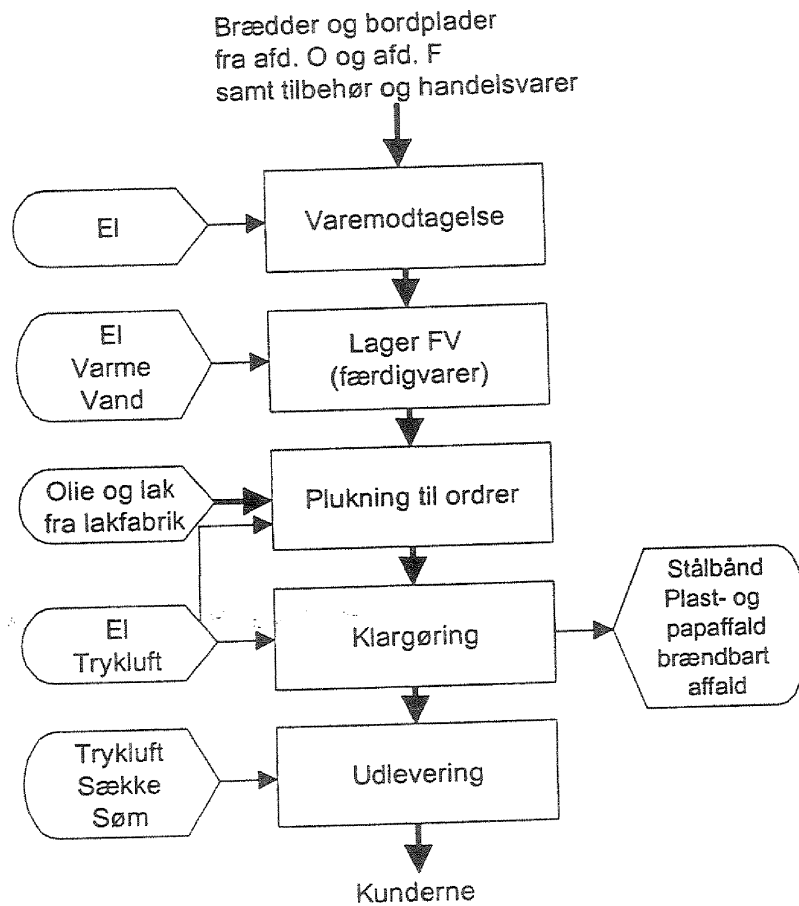 Brædder og bordplader
fra afd. O og afd. F
samt tilbehør og handelsvarer
El
Varemodtagelse
El
Varme
Vand
Lager FV
(færdigvarer)
Olie og lak
fra lakfabrik
Plukning til ordrer
El
Trykluft
Klargøring
Stålbånd
Plast- og
papaffald
brændbart
affald
Trykluft
Sække
Søm
Udlevering
Kunderne